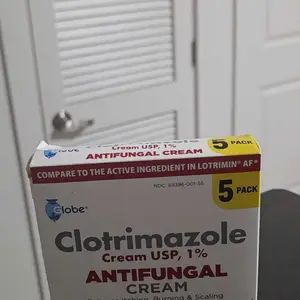 Globe
Cream USP, 1%
ANTIFUNGAL CREAM
5 PACK
COMPARE TO THE ACTIVE INGREDIENT IN LOTRIMIN® AF*
5 PACK
Globe
Clotrimazole
Cream USP, 1%
ANTIFUNGAL
CREAM
Itching, Burning & Scaling